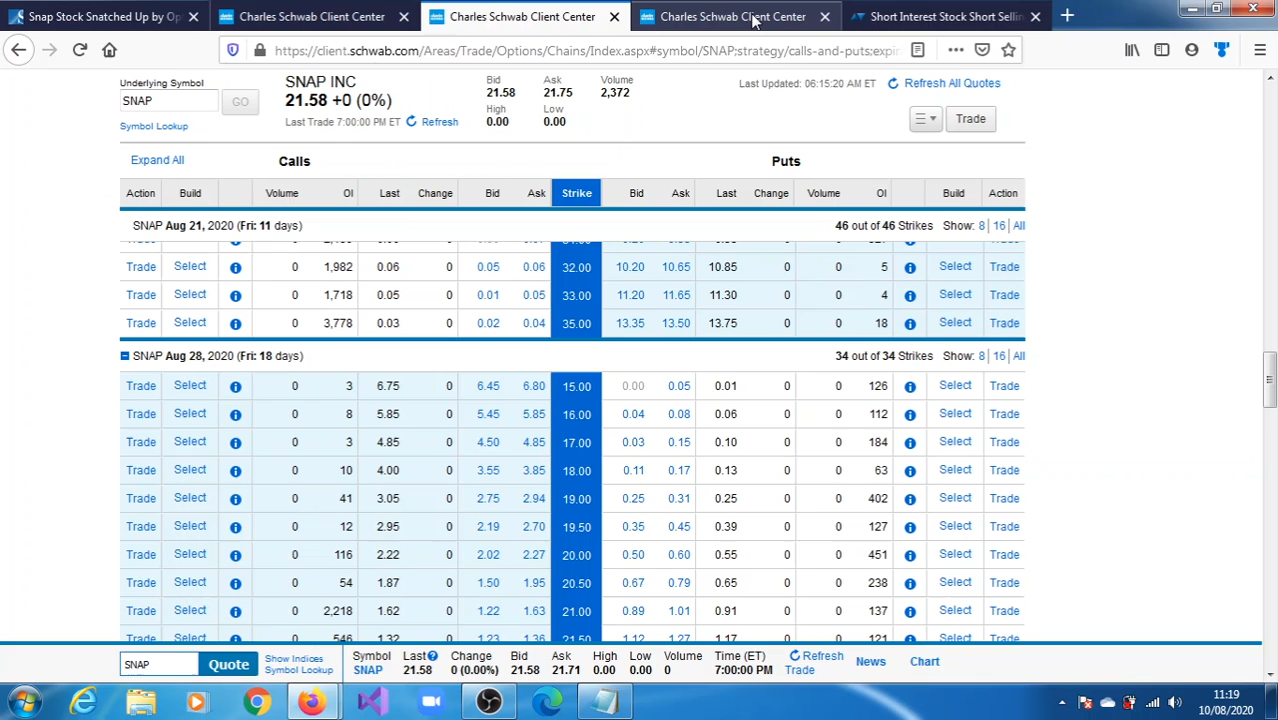 Snap Stock Snatched Up by Op
Charles Schwab Client Center
Charles Schwab Client Center
Charles Schwab Client Center
Short Interest Stock Short Sellin
https://client.schwab.com/Areas/Trade/Options/Chains/Index.aspx#symbol/SNAP;strategy/calls-and-puts;expir
Underlying Symbol
SNAP GO
Symbol Lookup
SNAP INC
21.58 +0 (0%)
Last Trade 7:00:00 PM ET Refresh
Bid Ask Volume
21.58 21.75 2,372
High Low
0.00 0.00
Last Updated: 06:15:20 AM ET Refresh All Quotes
Trade
Expand All Calls Puts
Action Build Volume OI Last Change Bid Ask Strike Bid Ask Last Change Volume OI Build Action
SNAP Aug 21, 2020 (Fri: 11 days) 46 out of 46 Strikes Show: 8 | 16 | All
Trade Select 0 1,982 0.06 0 0.05 0.06 32.00 10.20 10.65 10.85 0 0 5 Select Trade
Trade Select 0 1,718 0.05 0 0.01 0.05 33.00 11.20 11.65 11.30 0 0 4 Select Trade
Trade Select 0 3,778 0.03 0 0.02 0.04 35.00 13.35 13.50 13.75 0 0 18 Select Trade
SNAP Aug 28, 2020 (Fri: 18 days) 34 out of 34 Strikes Show: 8 | 16 | All
Trade Select 0 3 6.75 0 6.45 6.80 15.00 0.00 0.05 0.01 0 0 126 Select Trade
Trade Select 0 8 5.85 0 5.45 5.85 16.00 0.04 0.08 0.06 0 0 112 Select Trade
Trade Select 0 3 4.85 0 4.50 4.85 17.00 0.03 0.15 0.10 0 0 184 Select Trade
Trade Select 0 10 4.00 0 3.55 3.85 18.00 0.11 0.17 0.13 0 0 63 Select Trade
Trade Select 0 41 3.05 0 2.75 2.94 19.00 0.25 0.31 0.25 0 0 402 Select Trade
Trade Select 0 12 2.95 0 2.19 2.70 19.50 0.35 0.45 0.39 0 0 127 Select Trade
Trade Select 0 116 2.22 0 2.02 2.27 20.00 0.50 0.60 0.55 0 0 451 Select Trade
Trade Select 0 54 1.87 0 1.50 1.95 20.50 0.67 0.79 0.65 0 0 238 Select Trade
Trade Select 0 2,218 1.62 0 1.22 1.63 21.00 0.89 1.01 0.91 0 0 137 Select Trade
Trade Select 0 546 1.32 0 1.23 1.36 21.50 1.12 1.27 1.17 0 0 121 Select Trade
SNAP Quote
Show Indices
Symbol Lookup
Symbol Last Change Bid Ask High Low Volume Time (ET) Refresh
SNAP 21.58 0 (0.00%) 21.58 21.71 0.00 0.00 0 7:00:00 PM Trade
News Chart
11:19
10/08/2020